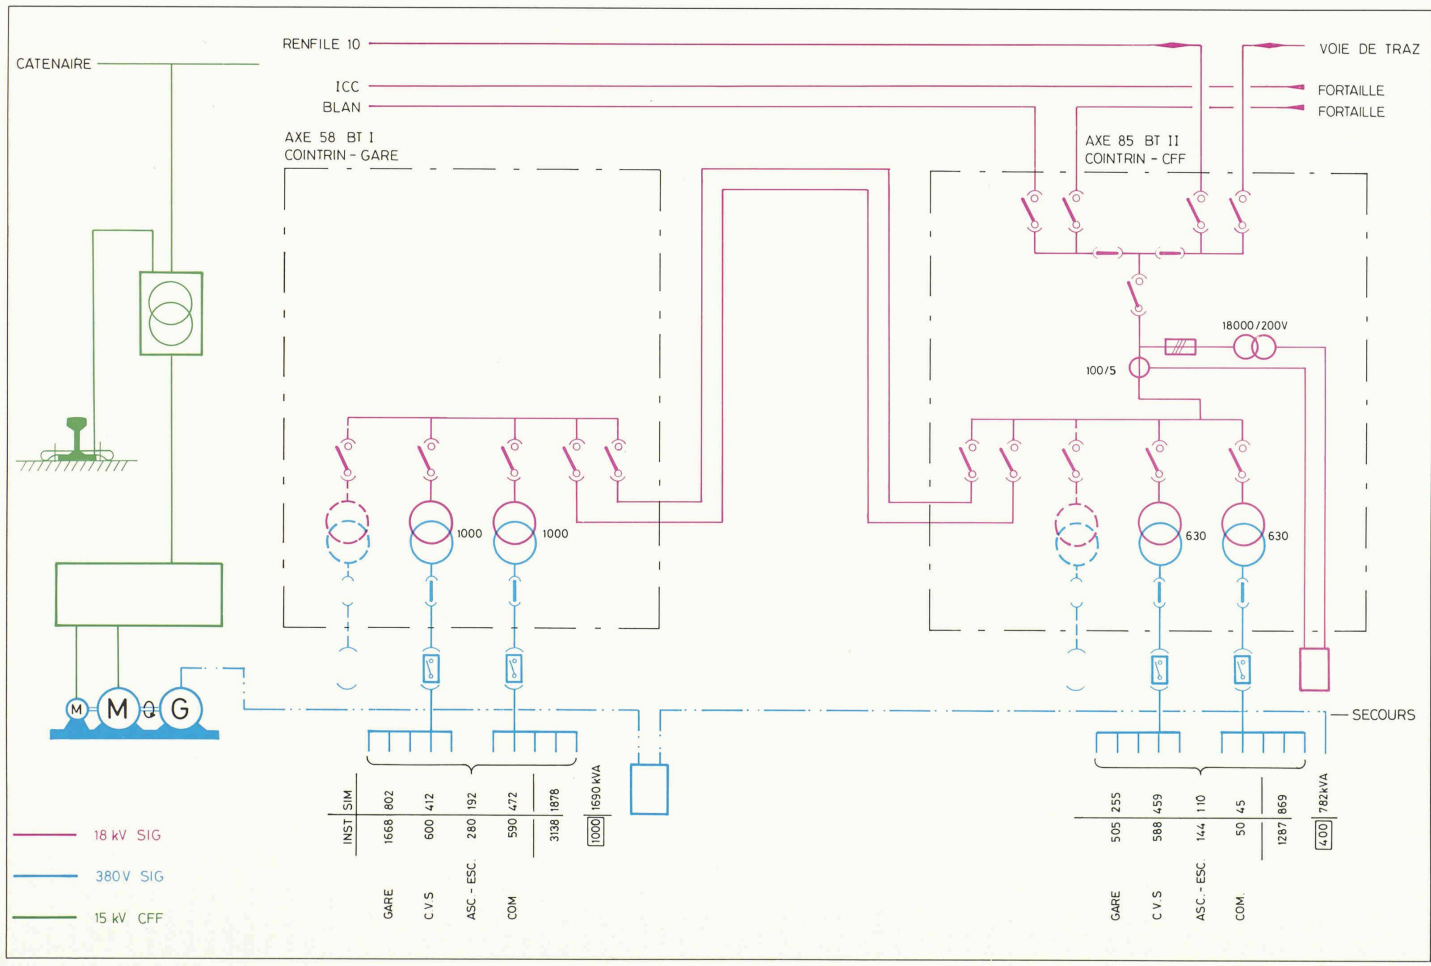 RENFILE 10
CATENAIRE
VOIE DE TRAZ
ICC
FORTAILLE
BLAN
FORTAILLE
AXE 58 BT I
COINTRIN - GARE
AXE 85 BT II
COINTRIN - CFF
18000/200V
100/5
1000
1000
630
630
M
M
G
SECOURS
INST SIM
1668 802
600 412
280 192
590 472
3138 1878
1000 1690 kVA
GARE
C.V.S
ASC - ESC.
COM
505 255
588 459
144 110
50 45
1287 869
400 782kVA
GARE
C.V.S
ASC. - ESC.
COM.
18 kV SIG
380V SIG
15 kV CFF